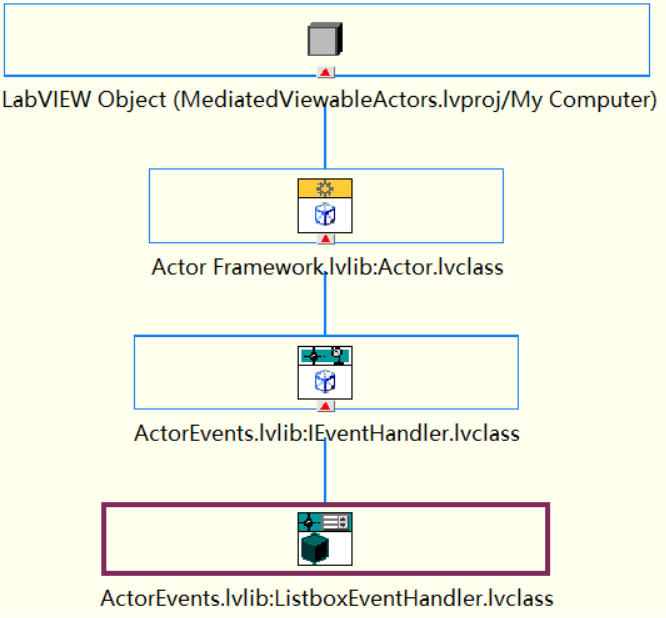 LabVIEW Object (MediatedViewableActors.lvproj/My Computer)
Actor Framework.lvlib:Actor.lvclass
ActorEvents.lvlib:IEventHandler.lvclass
ActorEvents.lvlib:ListboxEventHandler.lvclass